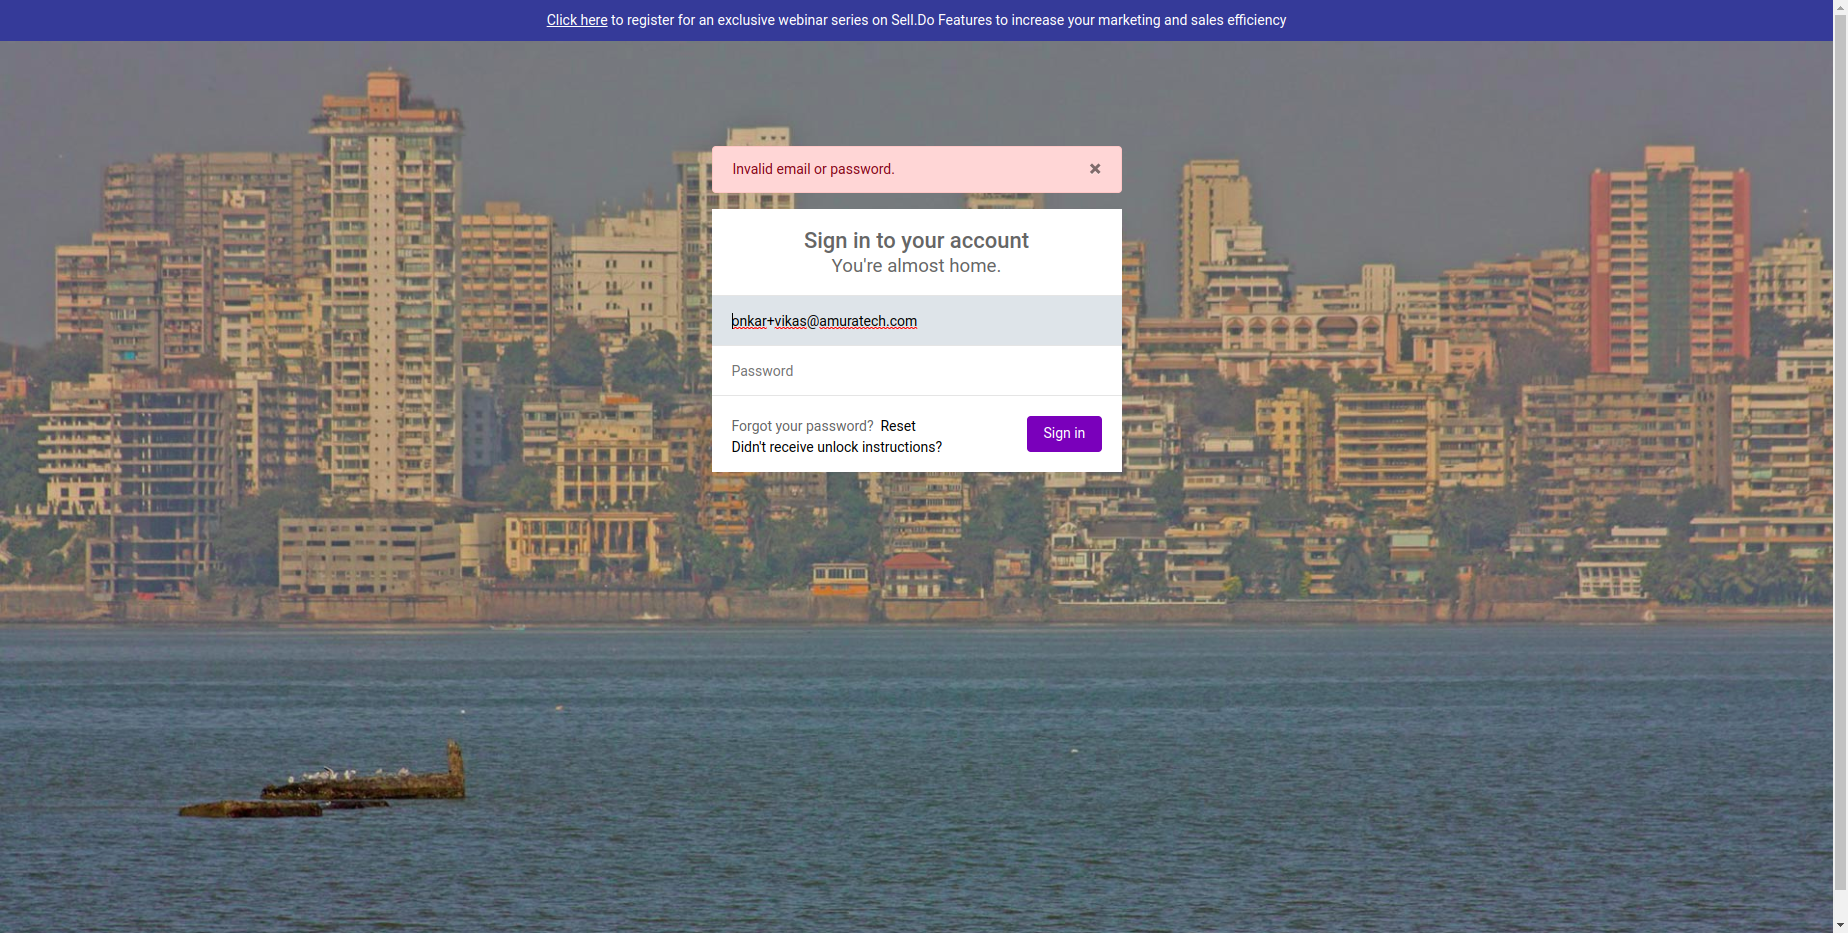 Click here to register for an exclusive webinar series on Sell.Do Features to increase your marketing and sales efficiency
Invalid email or password.
Sign in to your account
You're almost home.
onkar+vikas@amuratech.com
Password
Forgot your password? Reset
Didn't receive unlock instructions?
Sign in